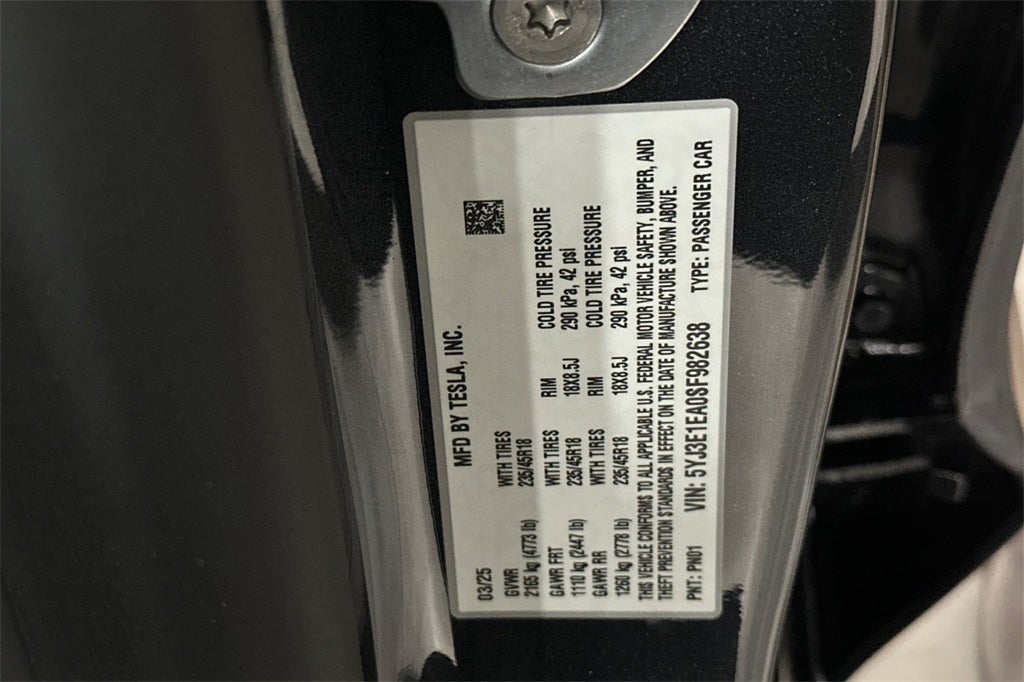 MFD BY TESLA, INC.
03/25
GVWR WITH TIRES RIM COLD TIRE PRESSURE
2165 kg (4773 lb) 235/45R18 18X8.5J 290 kPa, 42 psi
GAWR FRT WITH TIRES RIM COLD TIRE PRESSURE
1110 kg (2447 lb) 235/45R18 18X8.5J 290 kPa, 42 psi
GAWR RR WITH TIRES
1260 kg (2778 lb) 235/45R18
THIS VEHICLE CONFORMS TO ALL APPLICABLE U.S. FEDERAL MOTOR VEHICLE SAFETY, BUMPER, AND
THEFT PREVENTION STANDARDS IN EFFECT ON THE DATE OF MANUFACTURE SHOWN ABOVE.
PNT: PN01 VIN: 5YJ3E1EA0SF982638 TYPE: PASSENGER CAR